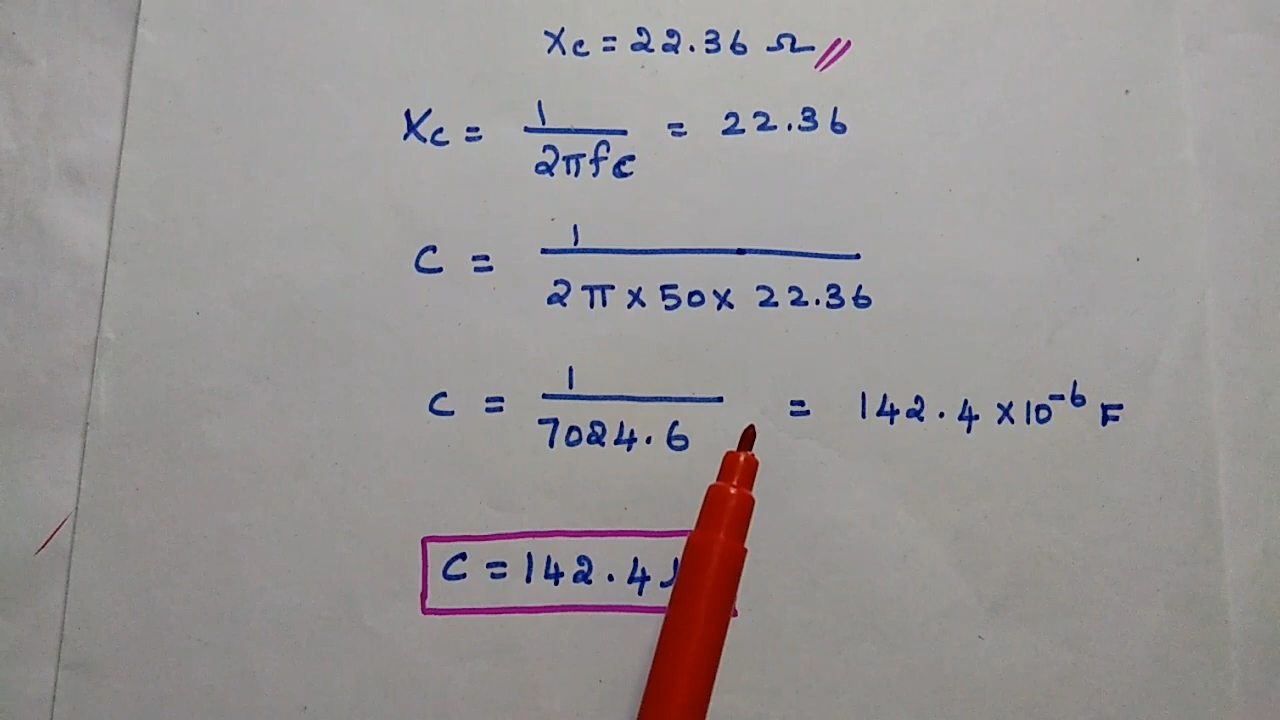 Xc = 22.36 Ω
Xc = 1/2πfc = 22.36
C = 1/2π x 50 x 22.36
C = 1/7024.6 = 142.4 x 10⁻⁶ F
C = 142.4